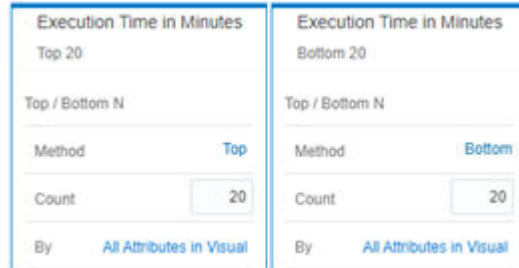 Execution Time in Minutes
Top 20
Top / Bottom N
Method Top
Count 20
By All Attributes in Visual
Execution Time in Minutes
Bottom 20
Top / Bottom N
Method Bottom
Count 20
By All Attributes in Visual